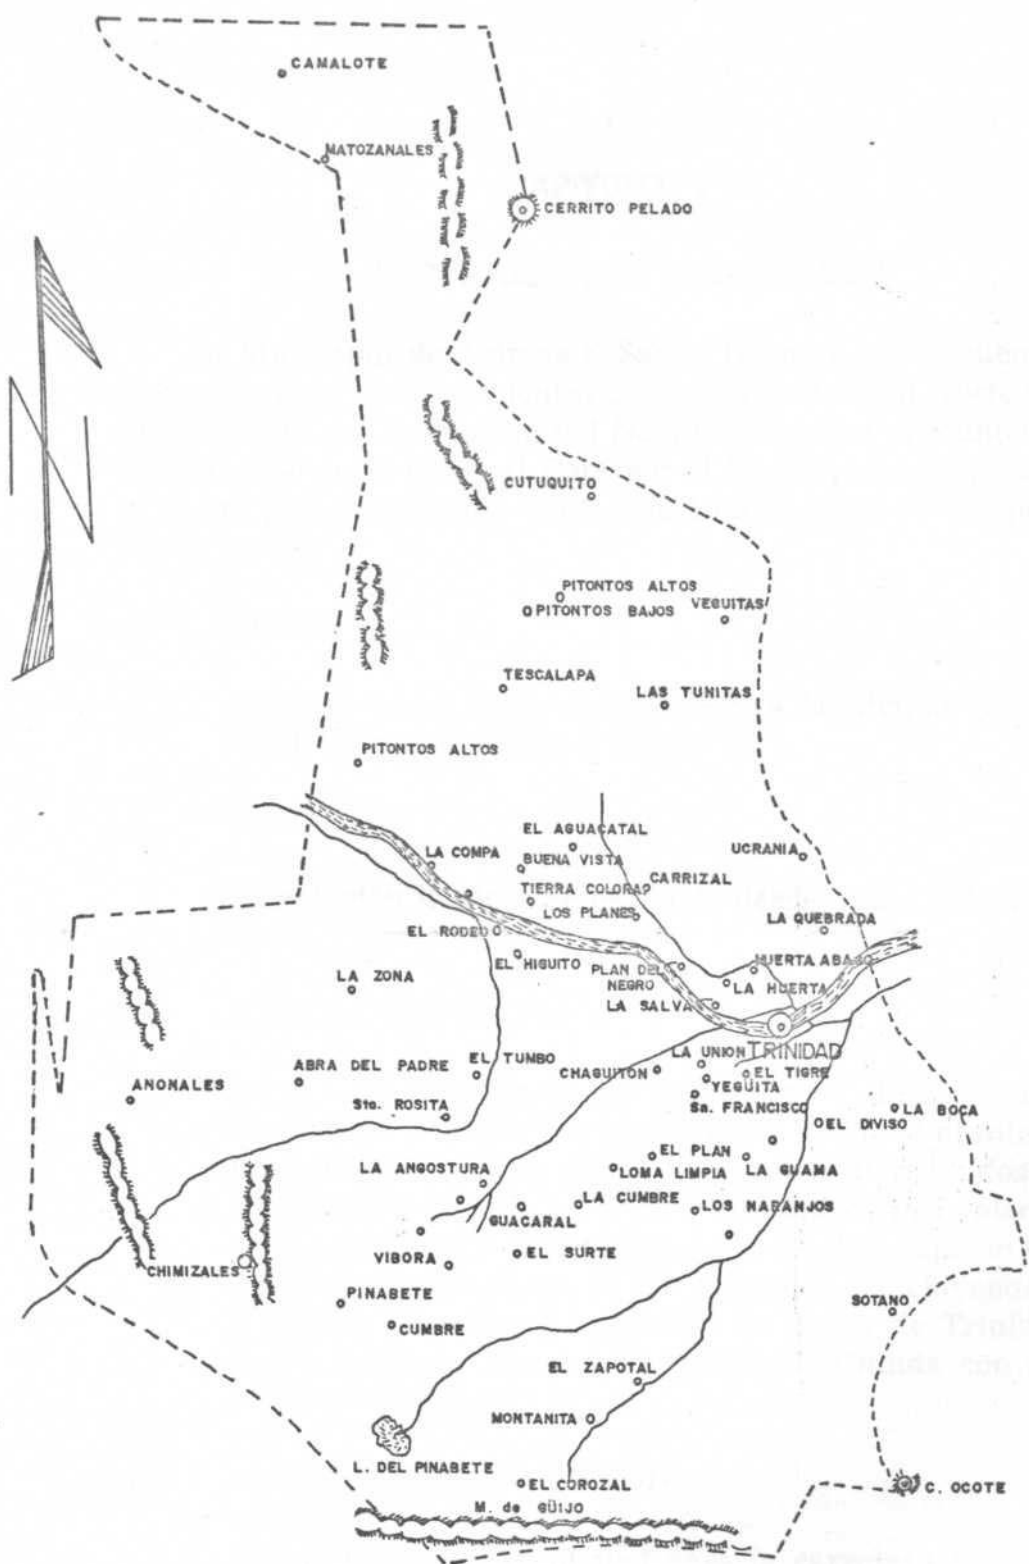 CAMALOTE
MATOZANALES
CERRITO PELADO
CUTUQUITO
PITONTOS ALTOS
PITONTOS BAJOS
VEGUITAS
TESCALAPA
LAS TUNITAS
PITONTOS ALTOS
EL AGUACATAL
LA COMPA
BUENA VISTA
UCRANIA
TIERRA COLORA
CARRIZAL
LOS PLANES
LA QUEBRADA
EL RODEO
EL HIGUITO
PLAN DEL
NEGRO
HUERTA ABAJO
LA ZONA
LA HUERTA
LA SALVA
LA UNION
TRINIDAD
EL TUMBO
ABRA DEL PADRE
CHAGUITON
EL TIGRE
ANONALES
YEGUITA
Sta. ROSITA
Sa. FRANCISCO
LA BOCA
EL DIVISO
EL PLAN
LA ANGOSTURA
LOMA LIMPIA
LA GUAMA
LA CUMBRE
LOS NARANJOS
GUACARAL
VIBORA
EL SURTE
CHIMIZALES
PINABETE
SOTANO
CUMBRE
EL ZAPOTAL
MONTANITA
L. DEL PINABETE
EL COROZAL
C. OCOTE
M. de GÜIJO